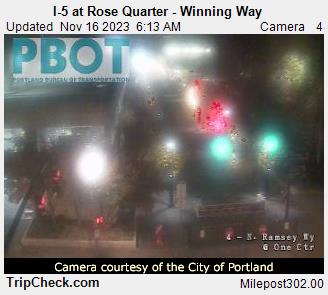 I-5 at Rose Quarter - Winning Way
Updated Nov 16 2023 6:13 AM Camera 4
PBOT
PORTLAND BUREAU OF TRANSPORTATION
4 - N. Ramsey Wy
@ One Ctr
Camera courtesy of the City of Portland
TripCheck.com Milepost302.00